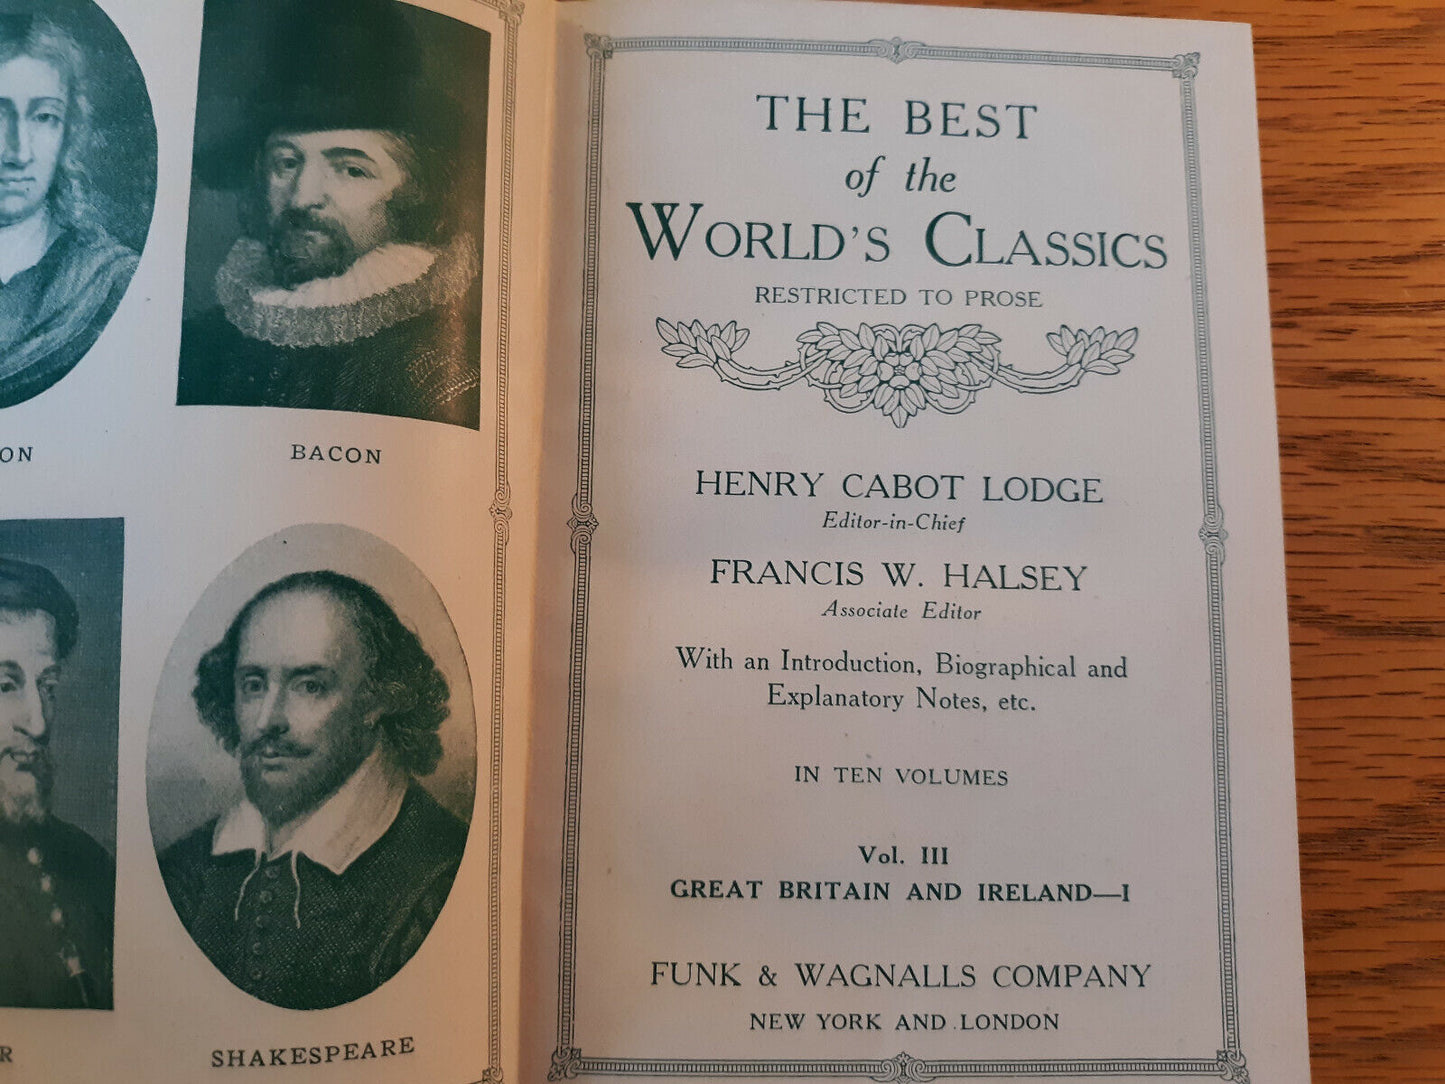 ON
BACON
R
SHAKESPEARE
THE BEST
of the
WORLD'S CLASSICS
RESTRICTED TO PROSE
HENRY CABOT LODGE
Editor-in-Chief
FRANCIS W. HALSEY
Associate Editor
With an Introduction, Biographical and
Explanatory Notes, etc.
IN TEN VOLUMES
Vol. III
GREAT BRITAIN AND IRELAND—I
FUNK & WAGNALLS COMPANY
NEW YORK AND LONDON